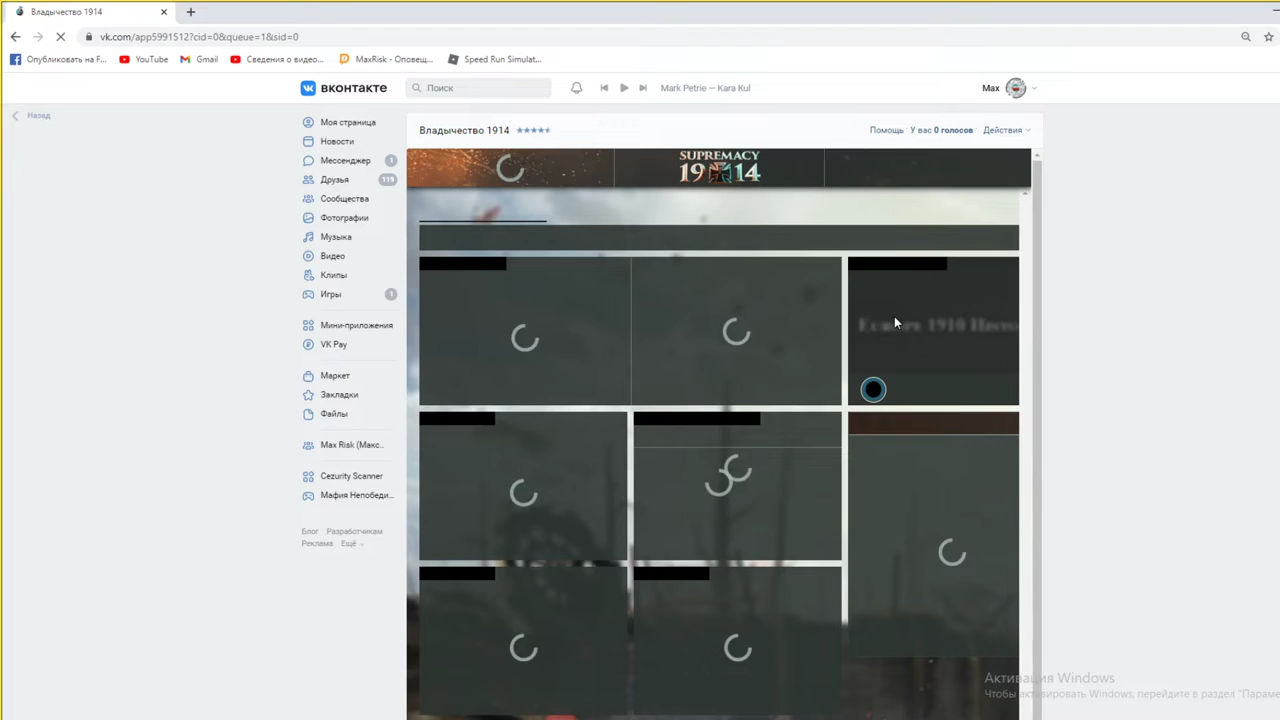 Владычество 1914
vk.com/app5991512?cid=0&queue=1&sid=0
Опубликовать на F...
YouTube
Gmail
Сведения о видео...
MaxRisk - Оповещ...
Speed Run Simulat...
вконтакте
Поиск
Mark Petrie — Kara Kul
Max
Назад
Моя страница
Новости
Мессенджер 1
Друзья 119
Сообщества
Фотографии
Музыка
Видео
Клипы
Игры 1
Мини-приложения
VK Pay
Маркет
Закладки
Файлы
Max Risk (Макс..
Cezurity Scanner
Мафия Непобеди..
Блог Разработчикам
Реклама Ещё
Владычество 1914
Помощь У вас 0 голосов Действия
SUPREMACY
1914
1910
Активация Windows
Чтобы активировать Windows, перейдите в раздел "Параме